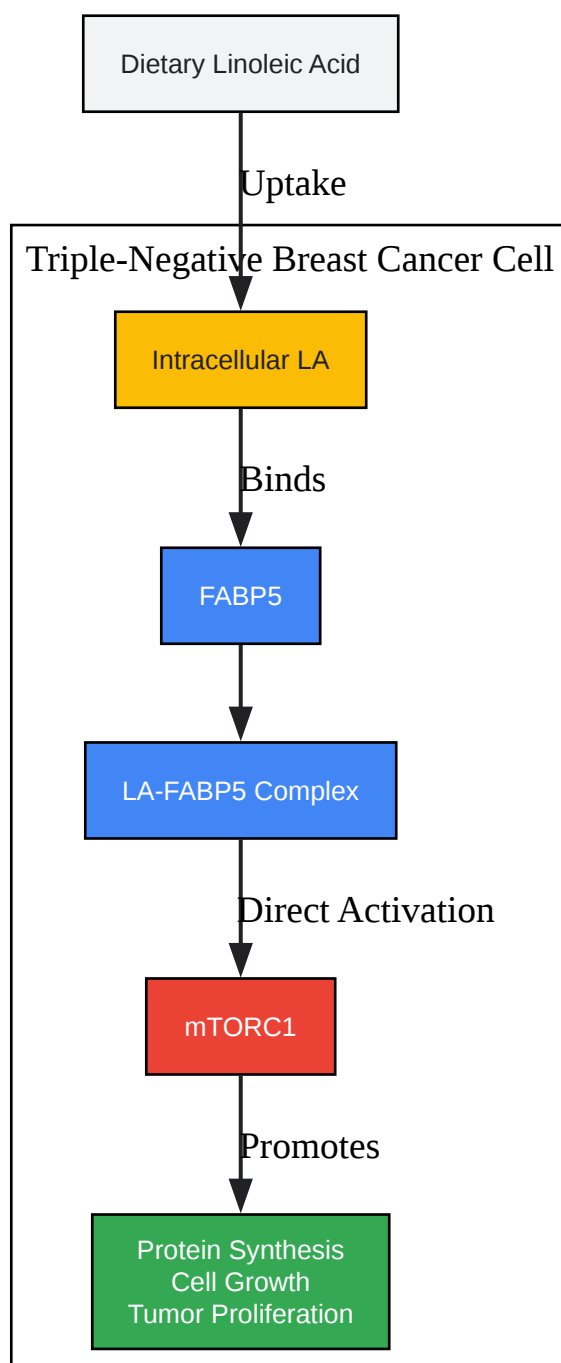 Dietary Linoleic Acid
Uptake
Triple-Negative Breast Cancer Cell
Intracellular LA
Binds
FABP5
LA-FABP5 Complex
Direct Activation
mTORC1
Promotes
Protein Synthesis
Cell Growth
Tumor Proliferation